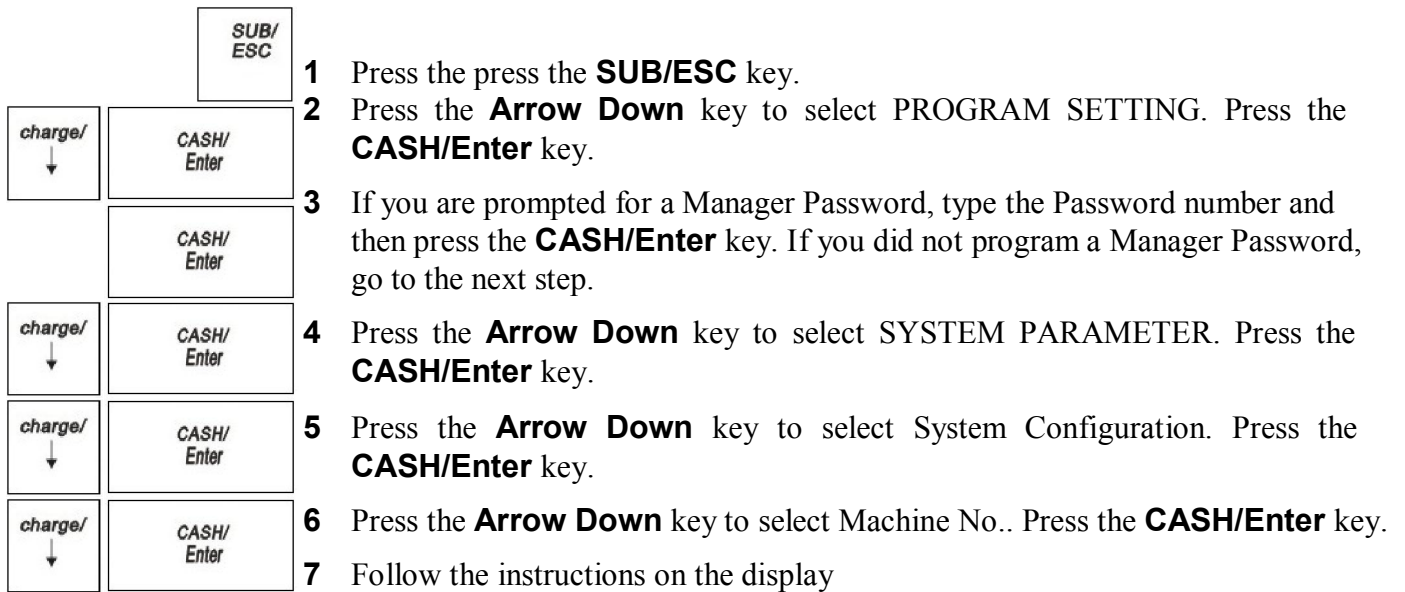 SUB/
ESC
1 Press the press the SUB/ESC key.
charge/
↓
CASH/
Enter
2 Press the Arrow Down key to select PROGRAM SETTING. Press the
CASH/Enter key.
CASH/
Enter
3 If you are prompted for a Manager Password, type the Password number and
then press the CASH/Enter key. If you did not program a Manager Password,
go to the next step.
charge/
↓
CASH/
Enter
4 Press the Arrow Down key to select SYSTEM PARAMETER. Press the
CASH/Enter key.
charge/
↓
CASH/
Enter
5 Press the Arrow Down key to select System Configuration. Press the
CASH/Enter key.
charge/
↓
CASH/
Enter
6 Press the Arrow Down key to select Machine No.. Press the CASH/Enter key.
7 Follow the instructions on the display